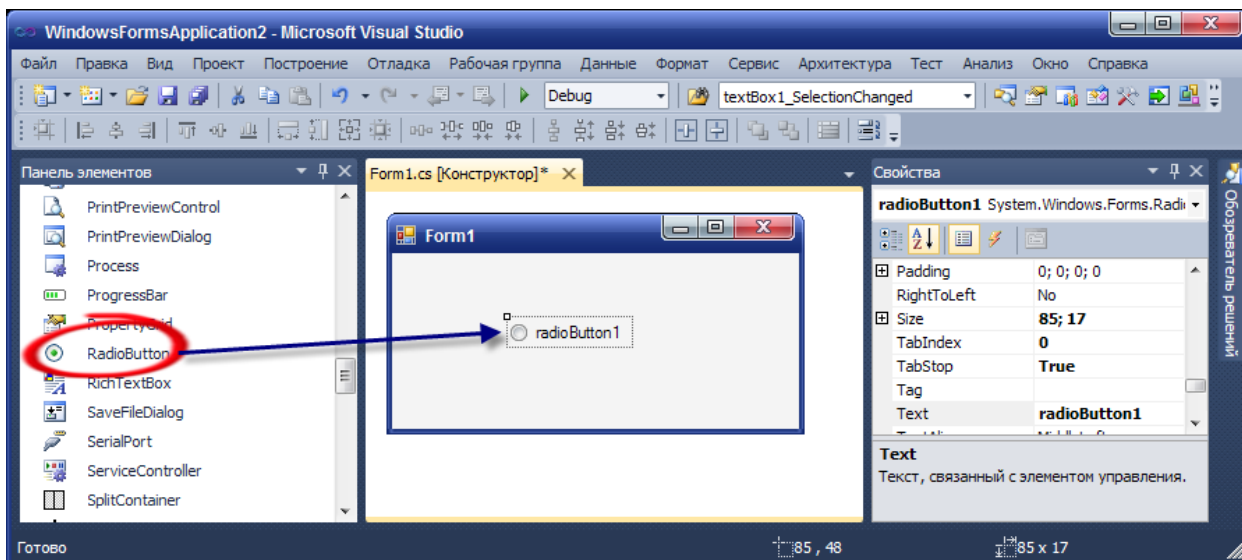 WindowsFormsApplication2 - Microsoft Visual Studio
Файл Правка Вид Проект Построение Отладка Рабочая группа Данные Формат Сервис Архитектура Тест Анализ Окно Справка
Debug textBox1_SelectionChanged
Панель элементов
PrintPreviewControl
PrintPreviewDialog
Process
ProgressBar
PropertyGrid
RadioButton
RichTextBox
SaveFileDialog
SerialPort
ServiceController
SplitContainer
Form1.cs [Конструктор]*
Form1
radioButton1
Свойства
radioButton1 System.Windows.Forms.Radi
Padding 0; 0; 0; 0
RightToLeft No
Size 85; 17
TabIndex 0
TabStop True
Tag
Text radioButton1
Text
Текст, связанный с элементом управления.
Обозреватель решений
Готово 85 , 48 85 x 17